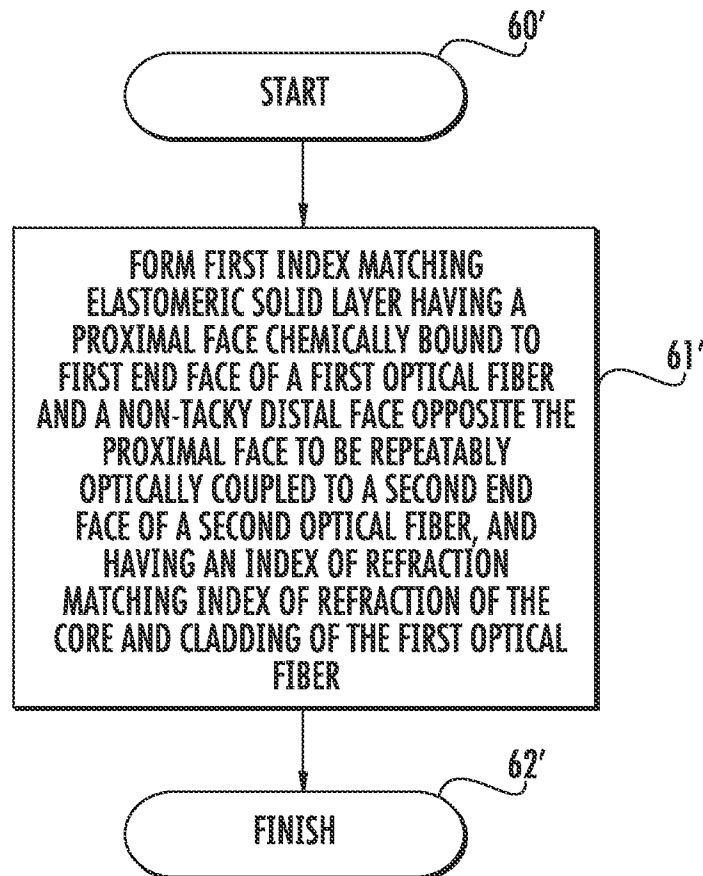 60'
START
FORM FIRST INDEX MATCHING
ELASTOMERIC SOLID LAYER HAVING A
PROXIMAL FACE CHEMICALLY BOUND TO
FIRST END FACE OF A FIRST OPTICAL FIBER
AND A NON-TACKY DISTAL FACE OPPOSITE THE
PROXIMAL FACE TO BE REPEATABLY
OPTICALLY COUPLED TO A SECOND END
FACE OF A SECOND OPTICAL FIBER, AND
HAVING AN INDEX OF REFRACTION
MATCHING INDEX OF REFRACTION OF THE
CORE AND CLADDING OF THE FIRST OPTICAL
FIBER
61'
62'
FINISH